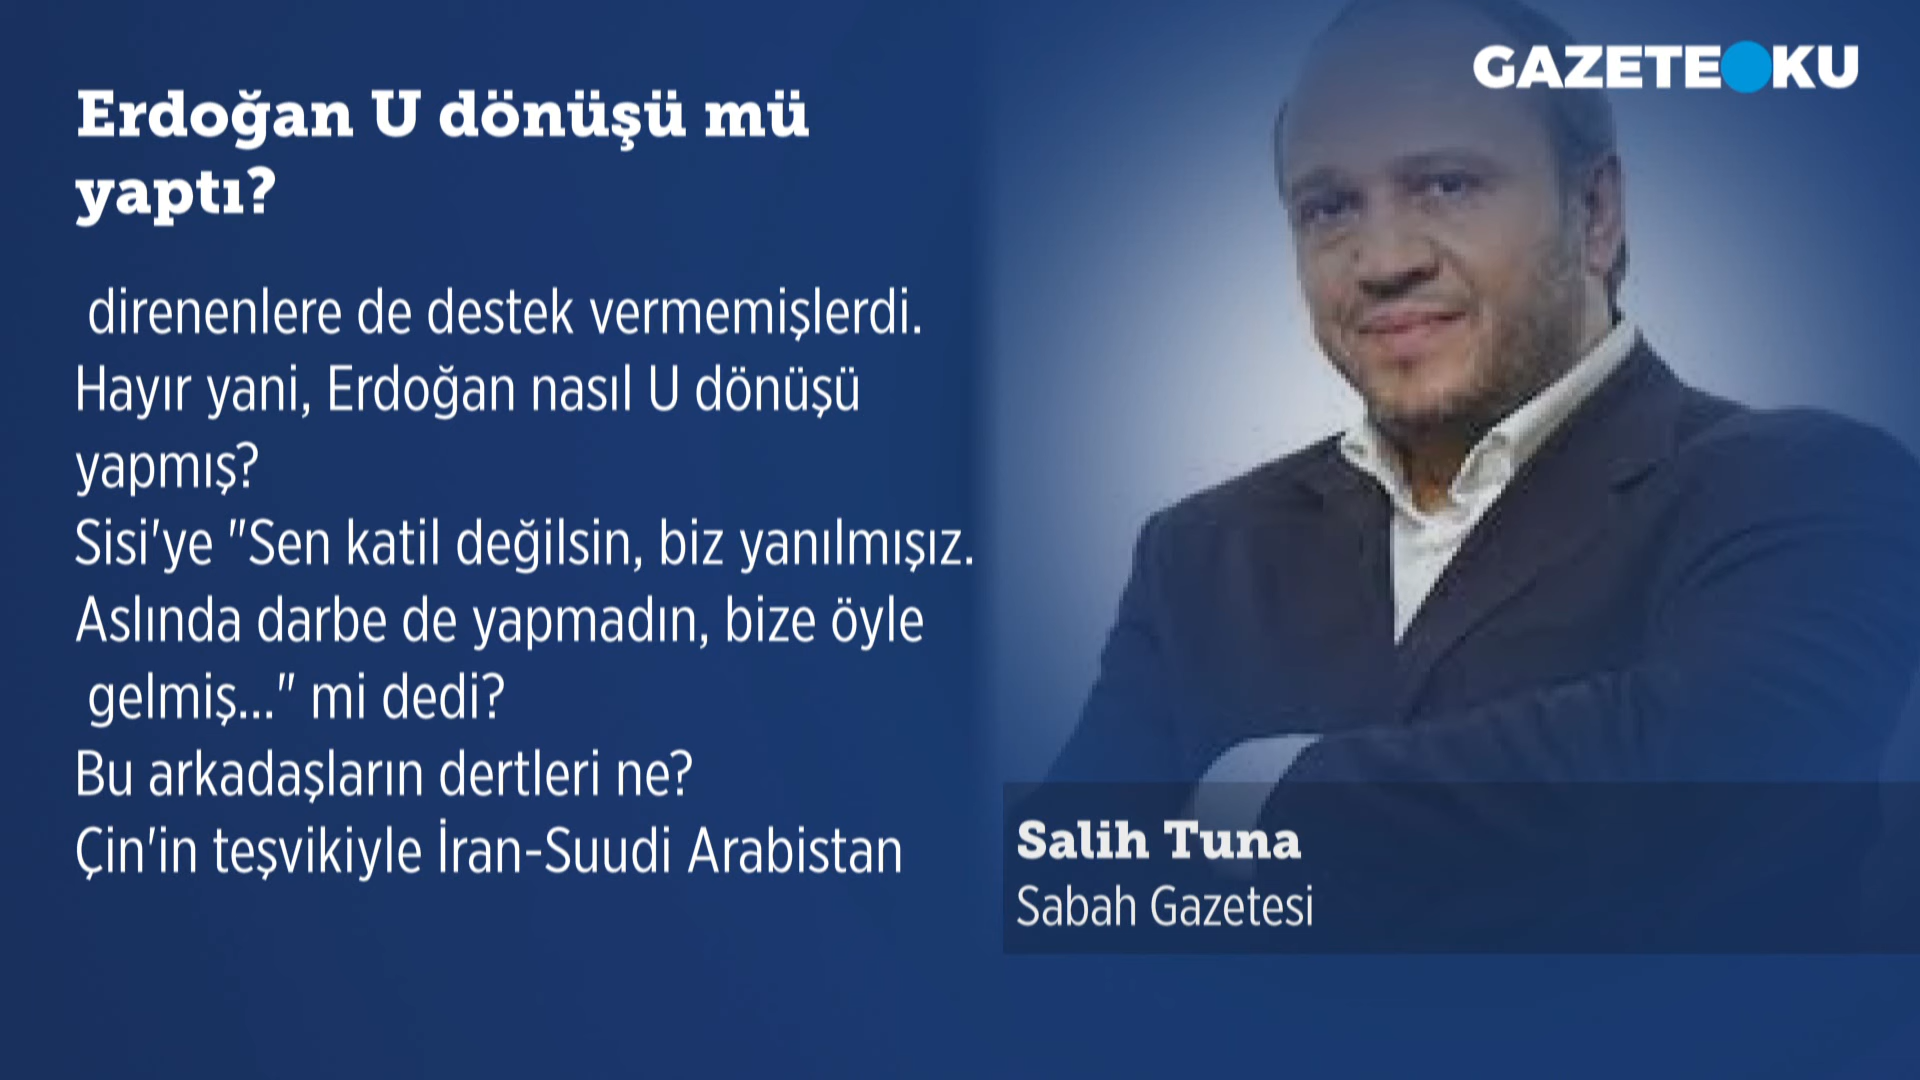 GAZETE KU
Erdoğan U dönüşü mü
yaptı?
direnenlere de destek vermemişlerdi.
Hayır yani, Erdoğan nasıl U dönüşü
yapmış?
Sisi'ye "Sen katil değilsin, biz yanılmışız.
Aslında darbe de yapmadın, bize öyle
gelmiş..." mi dedi?
Bu arkadaşların dertleri ne?
Çin'in teşvikiyle İran-Suudi Arabistan
Salih Tuna
Sabah Gazetesi